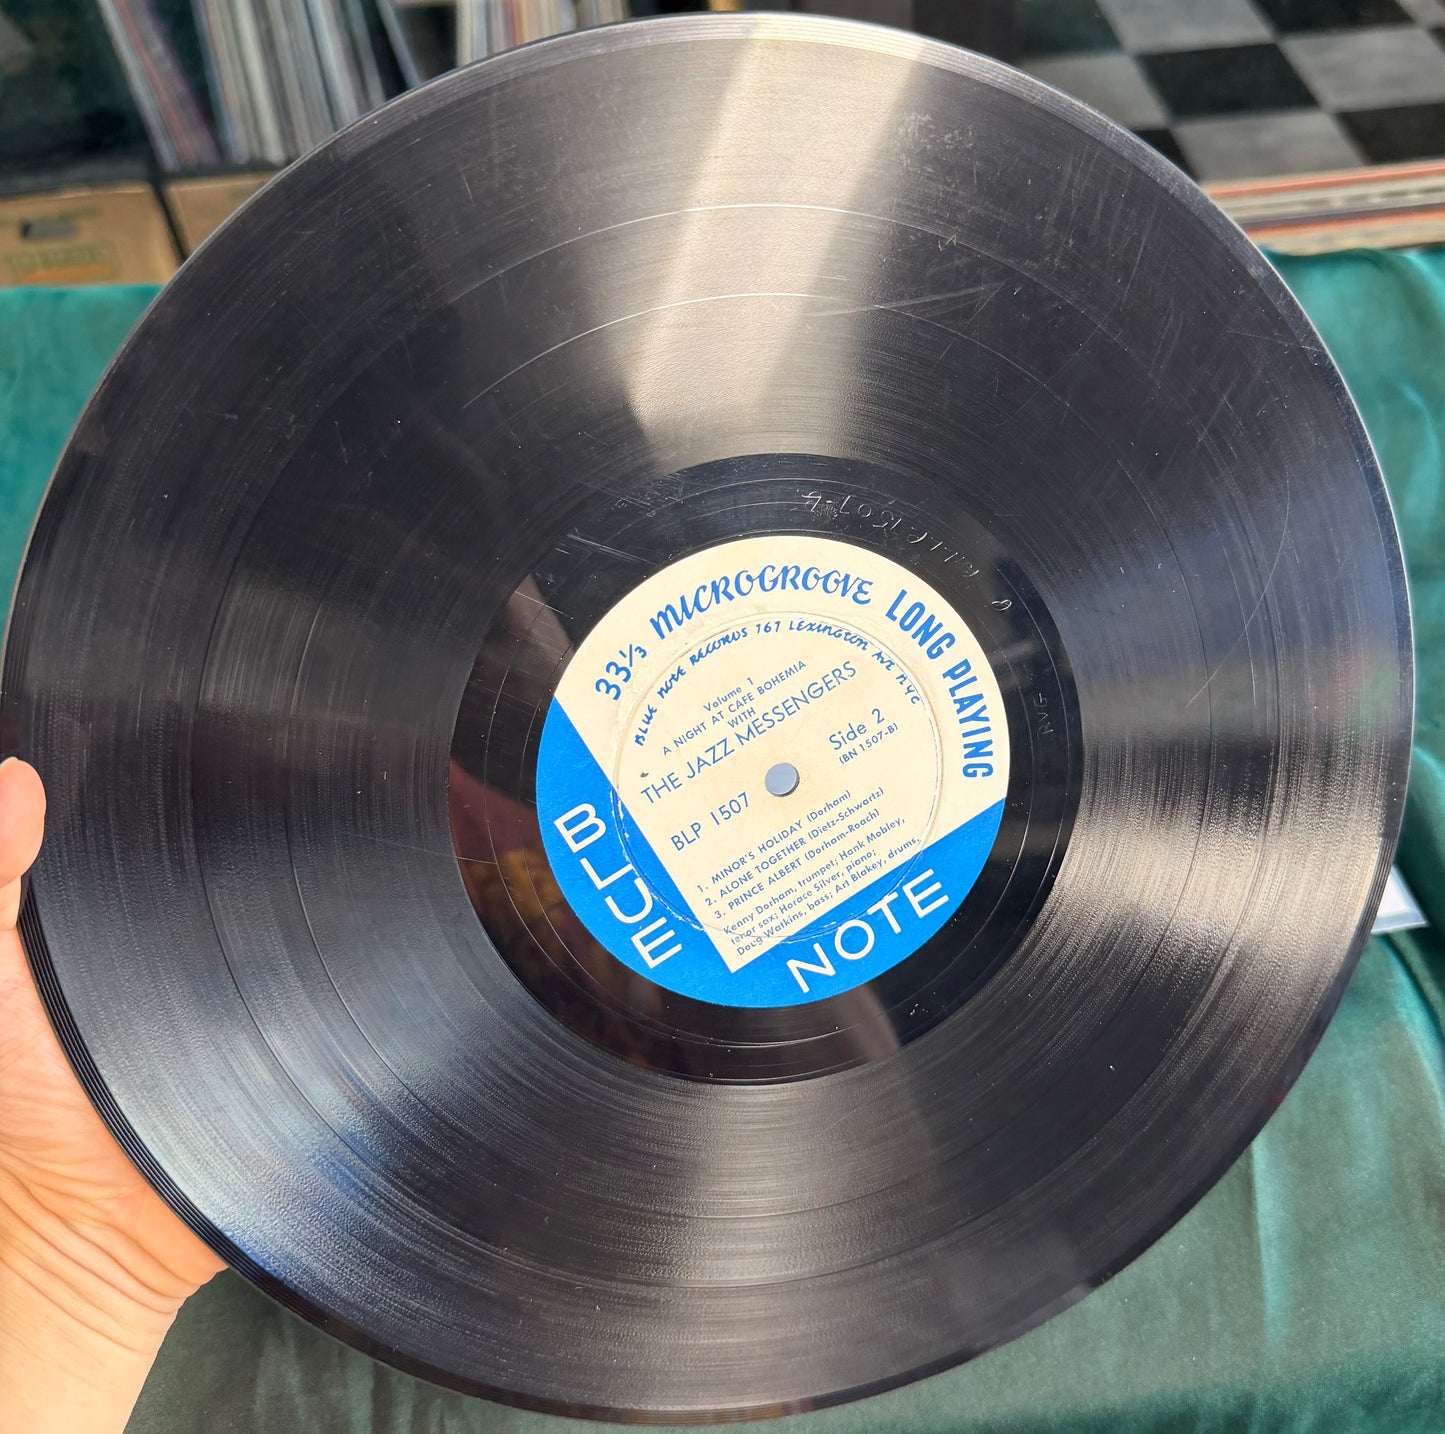 33⅓ MICROGROOVE LONG PLAYING
BLUE NOTE RECORDS 767 LEXINGTON AVE N.Y.C
Volume 1
A NIGHT AT CAFE BOHEMIA
WITH
THE JAZZ MESSENGERS
BLP 1507
Side 2
(BN 1507-B)
1. MINOR'S HOLIDAY (Dorham)
2. ALONE TOGETHER (Dietz-Schwartz)
3. PRINCE ALBERT (Dorham-Roach)
Kenny Dorham, trumpet; Hank Mobley,
tenor sax; Horace Silver, piano;
Doug Watkins, bass; Art Blakey, drums.
BLUE NOTE
RVG